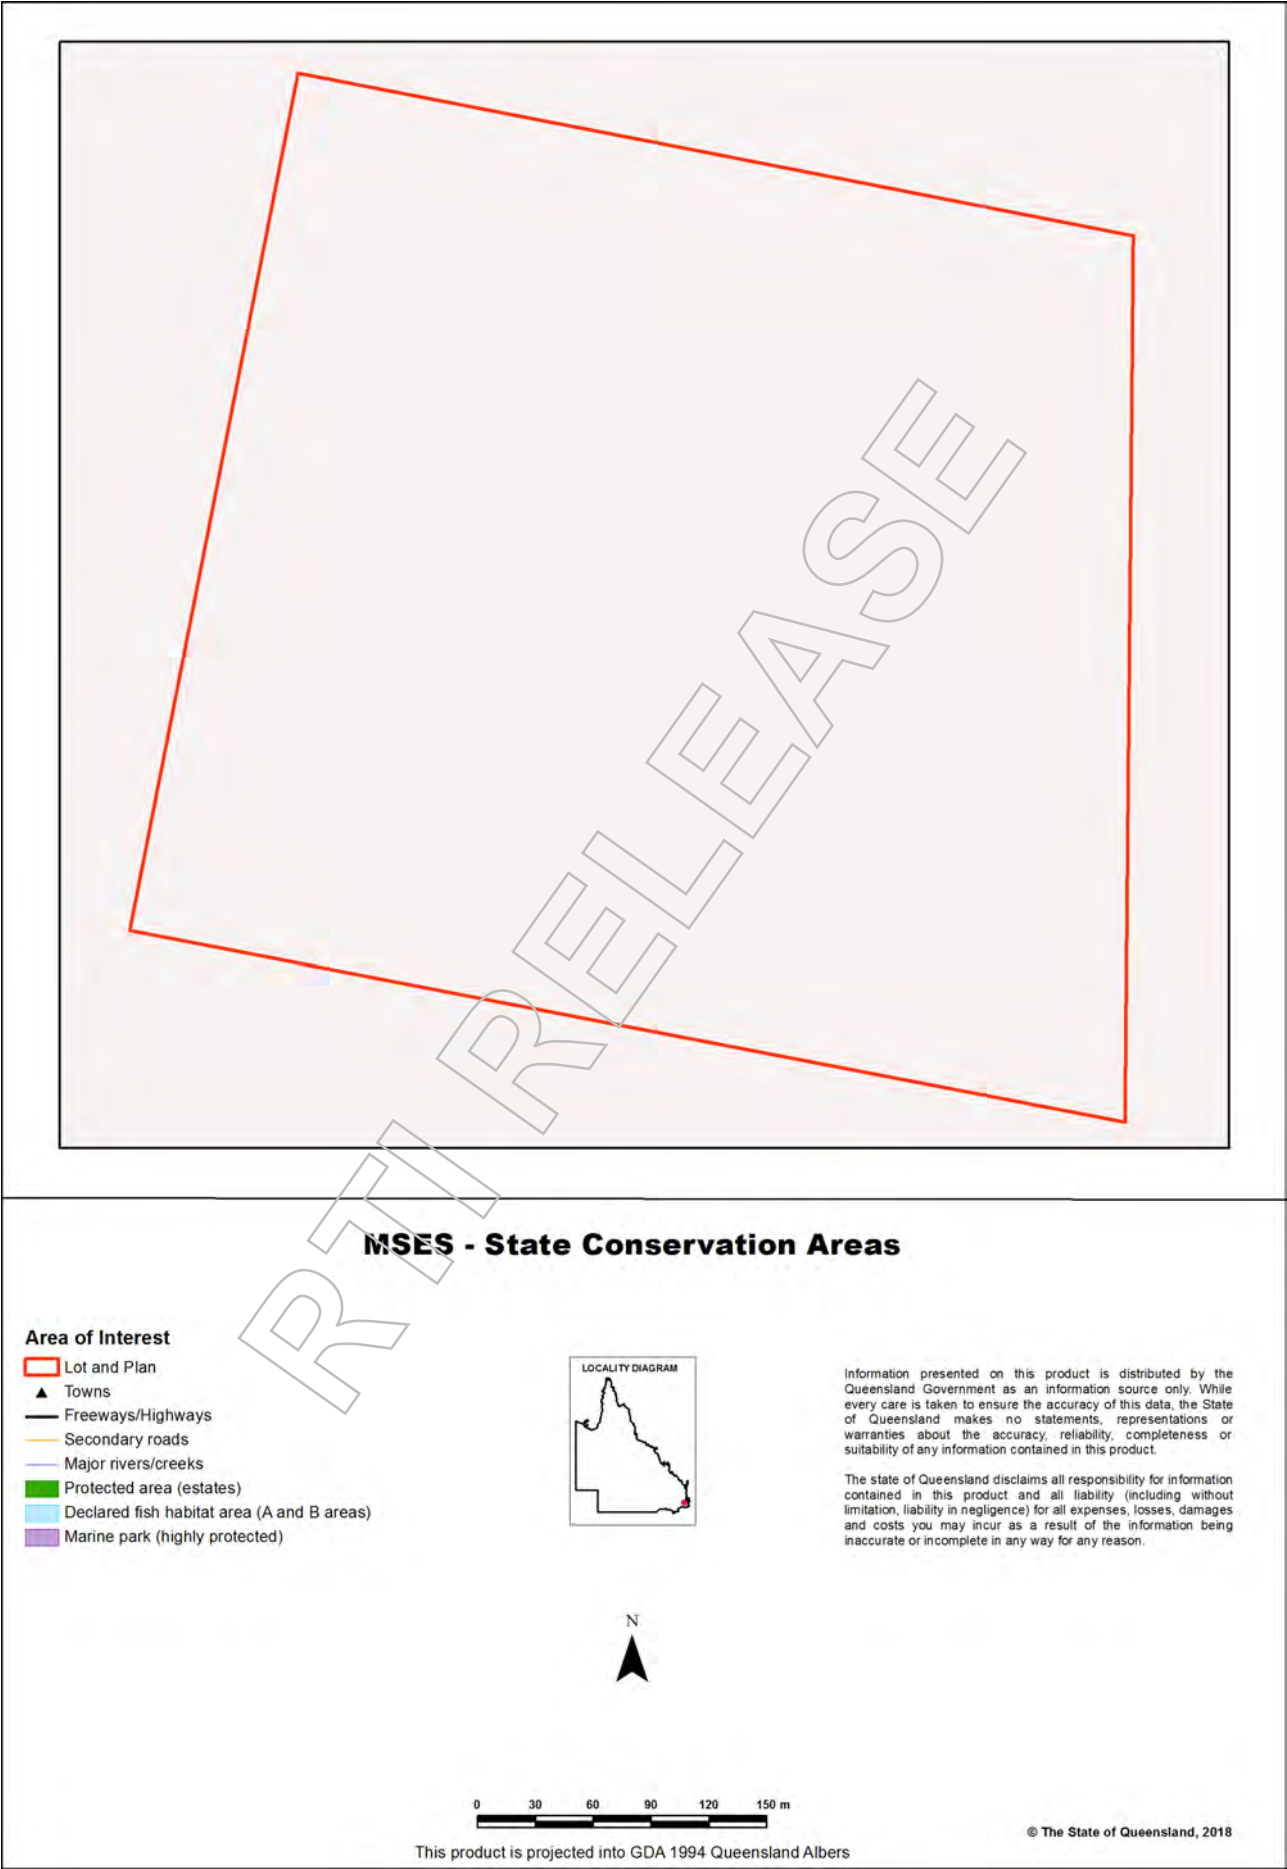 RTI RELEASE
MSES - State Conservation Areas
Area of Interest
Lot and Plan
Towns
Freeways/Highways
Secondary roads
Major rivers/creeks
Protected area (estates)
Declared fish habitat area (A and B areas)
Marine park (highly protected)
LOCALITY DIAGRAM
Information presented on this product is distributed by the
Queensland Government as an information source only. While
every care is taken to ensure the accuracy of this data, the State
of Queensland makes no statements, representations or
warranties about the accuracy, reliability, completeness or
suitability of any information contained in this product.
The state of Queensland disclaims all responsibility for information
contained in this product and all liability (including without
limitation, liability in negligence) for all expenses, losses, damages
and costs you may incur as a result of the information being
inaccurate or incomplete in any way for any reason.
N
0 30 60 90 120 150 m
This product is projected into GDA 1994 Queensland Albers
© The State of Queensland, 2018